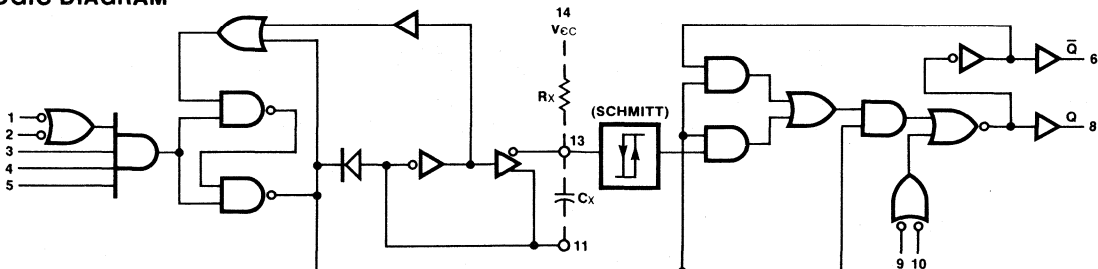 LOGIC DIAGRAM
14
VCC
RX
(SCHMITT)
13
CX
11
1
2
3
4
5
Q̅
6
Q
8
9 10